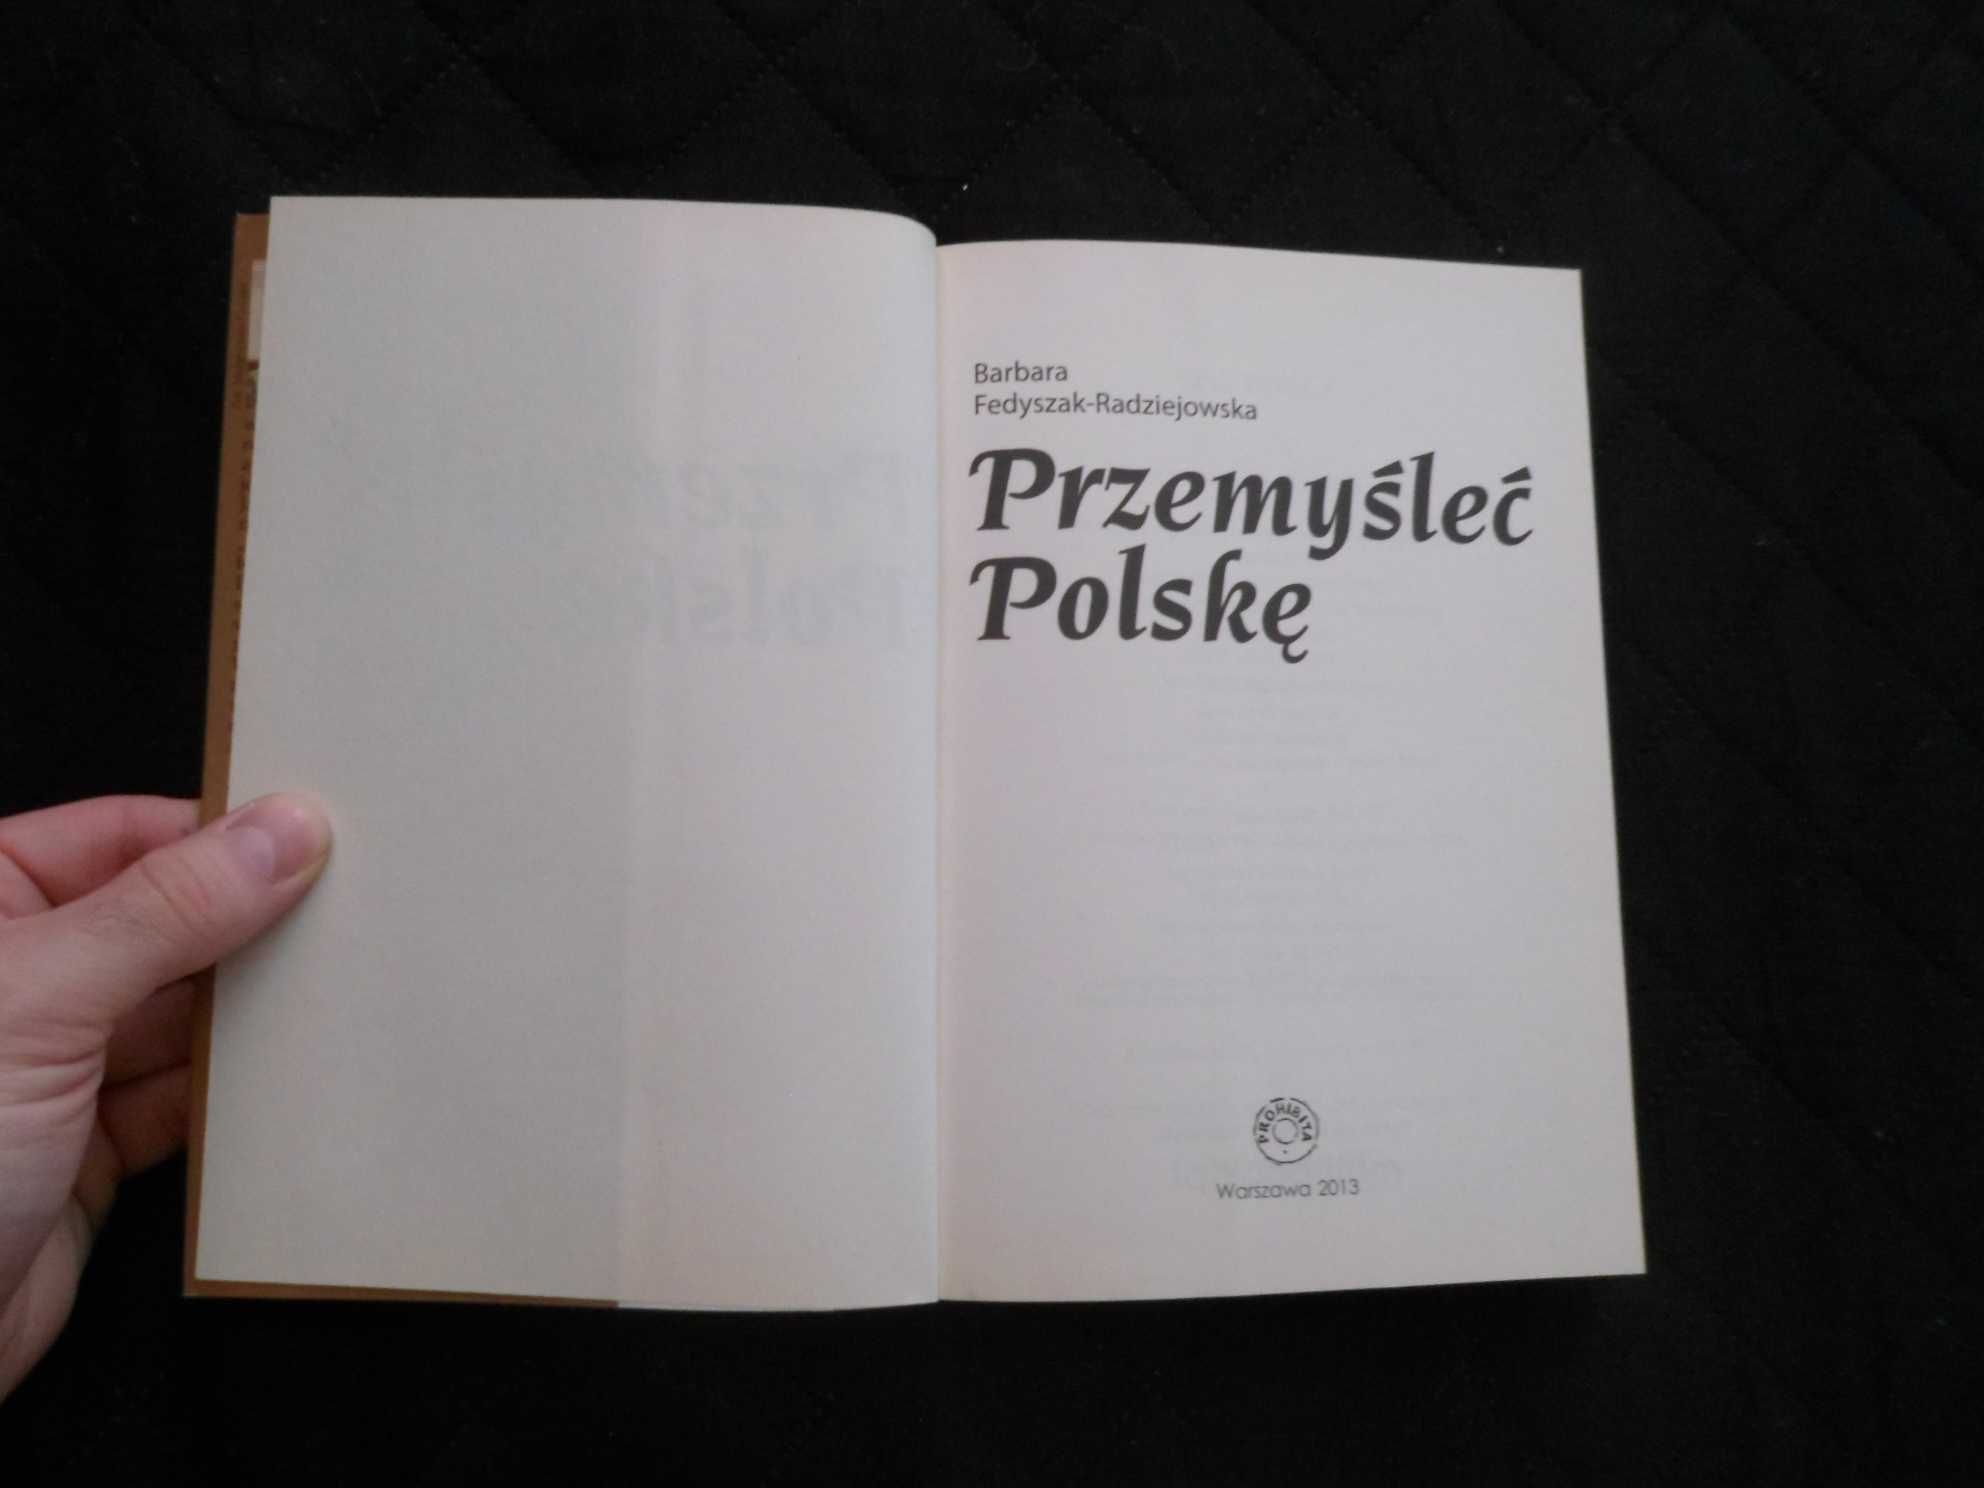 Barbara
Fedyszak-Radziejowska
Przemyśleć
Polskę
PROHIBITA
Warszawa 2013